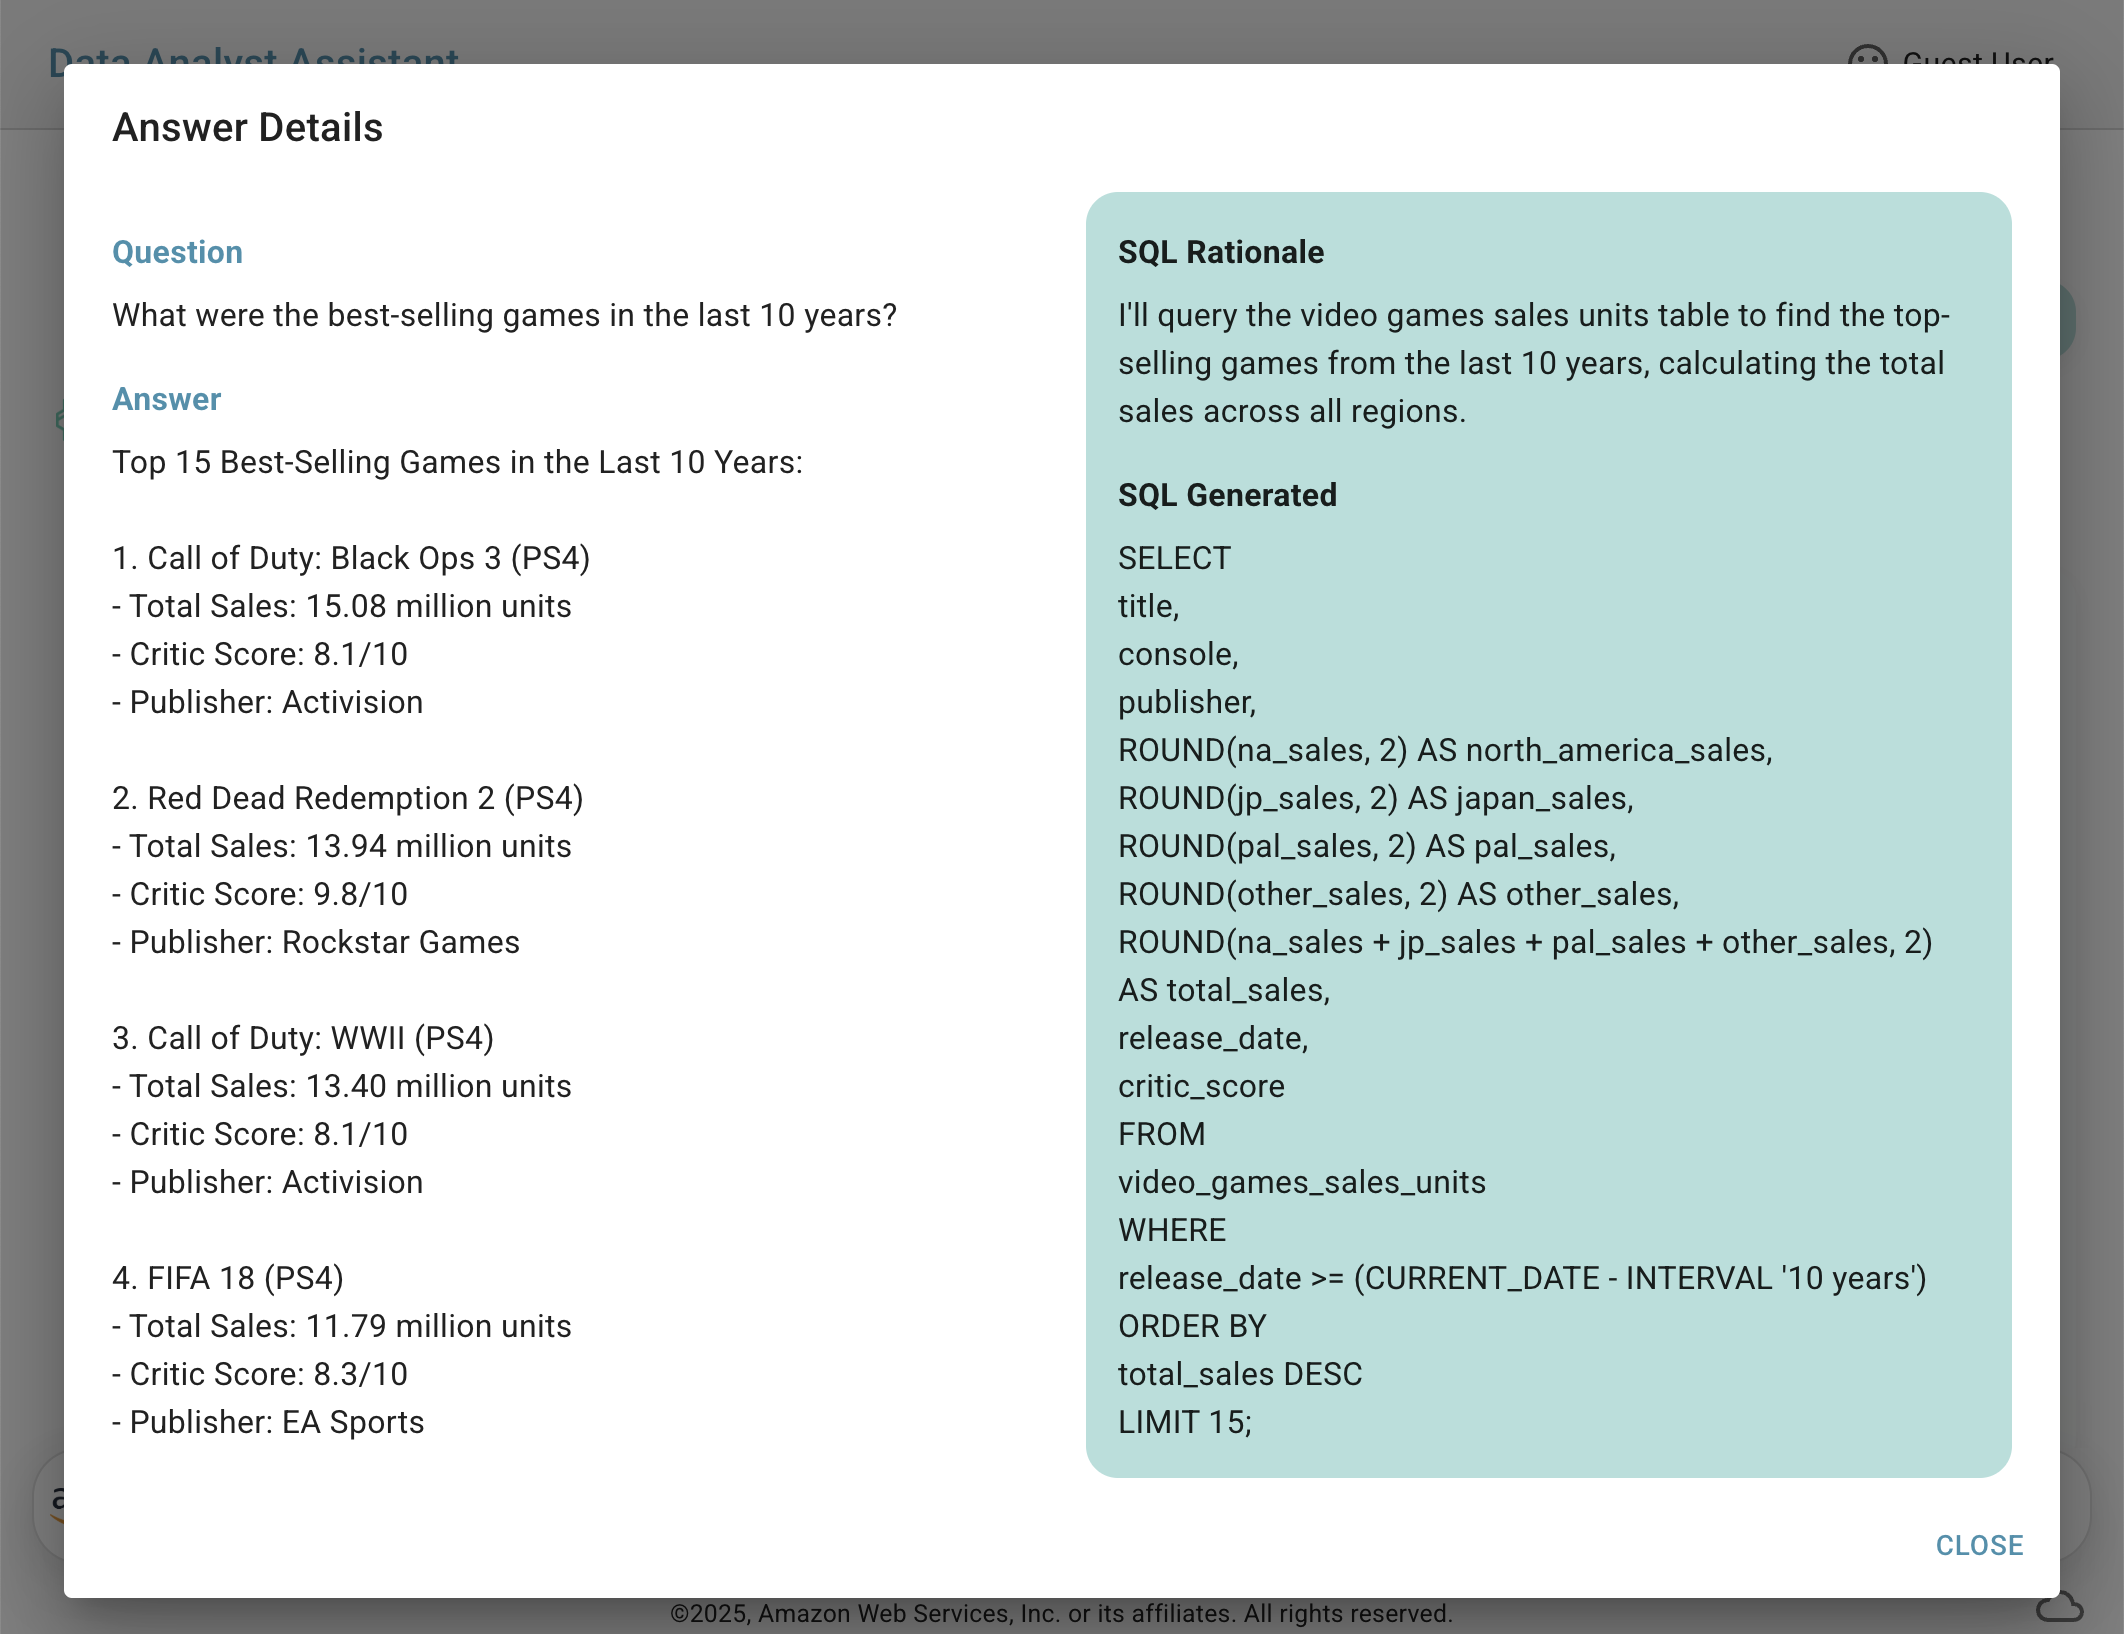 Data Analyst Assistant
Guest User
Answer Details
Question
What were the best-selling games in the last 10 years?
Answer
Top 15 Best-Selling Games in the Last 10 Years:
1. Call of Duty: Black Ops 3 (PS4)
- Total Sales: 15.08 million units
- Critic Score: 8.1/10
- Publisher: Activision
2. Red Dead Redemption 2 (PS4)
- Total Sales: 13.94 million units
- Critic Score: 9.8/10
- Publisher: Rockstar Games
3. Call of Duty: WWII (PS4)
- Total Sales: 13.40 million units
- Critic Score: 8.1/10
- Publisher: Activision
4. FIFA 18 (PS4)
- Total Sales: 11.79 million units
- Critic Score: 8.3/10
- Publisher: EA Sports
SQL Rationale
I'll query the video games sales units table to find the top-
selling games from the last 10 years, calculating the total
sales across all regions.
SQL Generated
SELECT
title,
console,
publisher,
ROUND(na_sales, 2) AS north_america_sales,
ROUND(jp_sales, 2) AS japan_sales,
ROUND(pal_sales, 2) AS pal_sales,
ROUND(other_sales, 2) AS other_sales,
ROUND(na_sales + jp_sales + pal_sales + other_sales, 2)
AS total_sales,
release_date,
critic_score
FROM
video_games_sales_units
WHERE
release_date >= (CURRENT_DATE - INTERVAL '10 years')
ORDER BY
total_sales DESC
LIMIT 15;
CLOSE
©2025, Amazon Web Services, Inc. or its affiliates. All rights reserved.